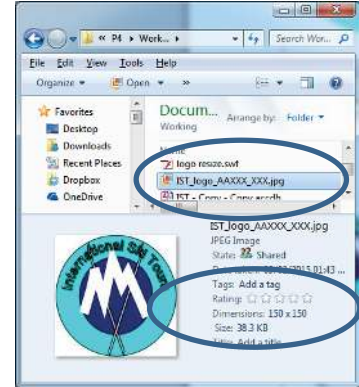 « P4 ▸ Work... ▸
Search Wor...
File Edit View Tools Help
Organize Open »
Favorites
Desktop
Downloads
Recent Places
Dropbox
OneDrive
Docum...
Working
Arrange by: Folder
Name
logo resize.swf
IST_logo_AAXXX_XXX.jpg
IST - Copy - Copy.accdb
International Ski Tour
IST_logo_AAXXX_XXX.jpg
JPEG Image
State: Shared
Tags: Add a tag
Rating: ☆☆☆☆☆
Dimensions: 150 x 150
Size: 38.3 KB
Title: Add a title